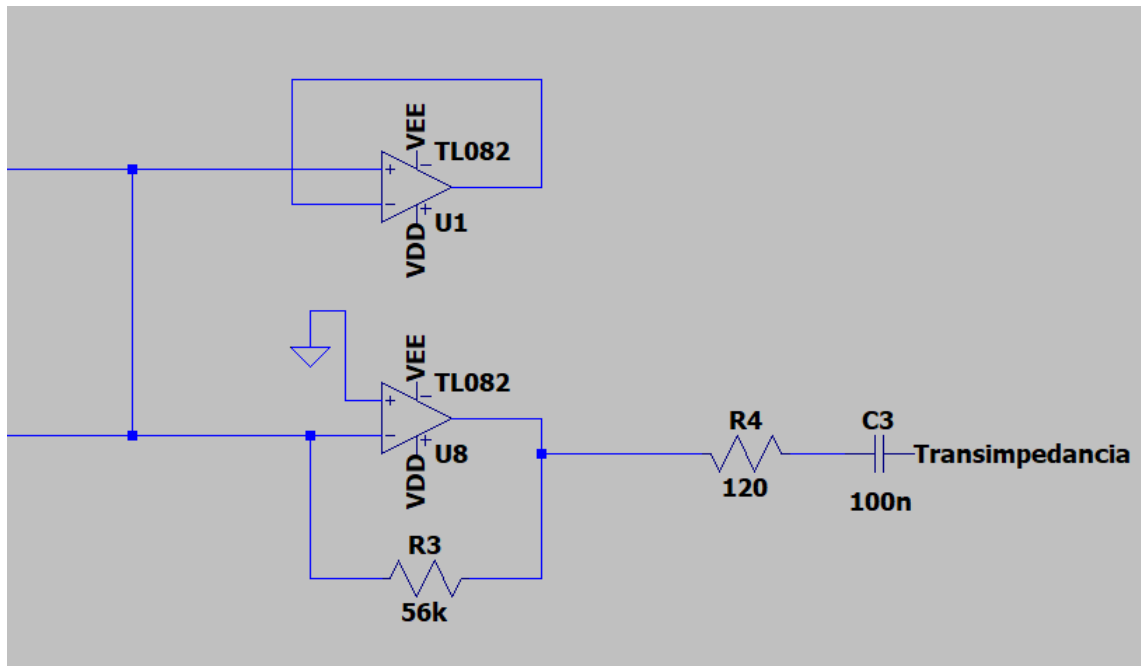 VEE
TL082
+
−
−
+
U1
VDD
VEE
TL082
+
−
−
+
U8
VDD
R4
120
C3
100n
Transimpedancia
R3
56k